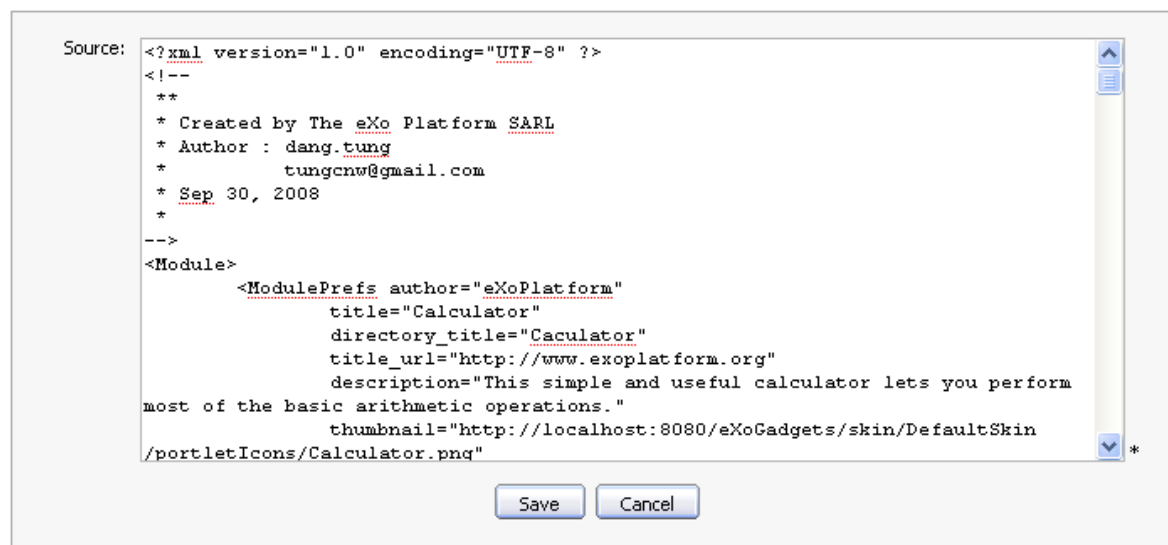 Source:
<?xml version="1.0" encoding="UTF-8" ?>
<!--
 **
 * Created by The eXo Platform SARL
 * Author : dang.tung
 *          tungcnw@gmail.com
 * Sep 30, 2008
 *
-->
<Module>
        <ModulePrefs author="eXoPlatform"
                title="Calculator"
                directory_title="Caculator"
                title_url="http://www.exoplatform.org"
                description="This simple and useful calculator lets you perform
most of the basic arithmetic operations."
                thumbnail="http://localhost:8080/eXoGadgets/skin/DefaultSkin
/portletIcons/Calculator.png"
*
Save Cancel